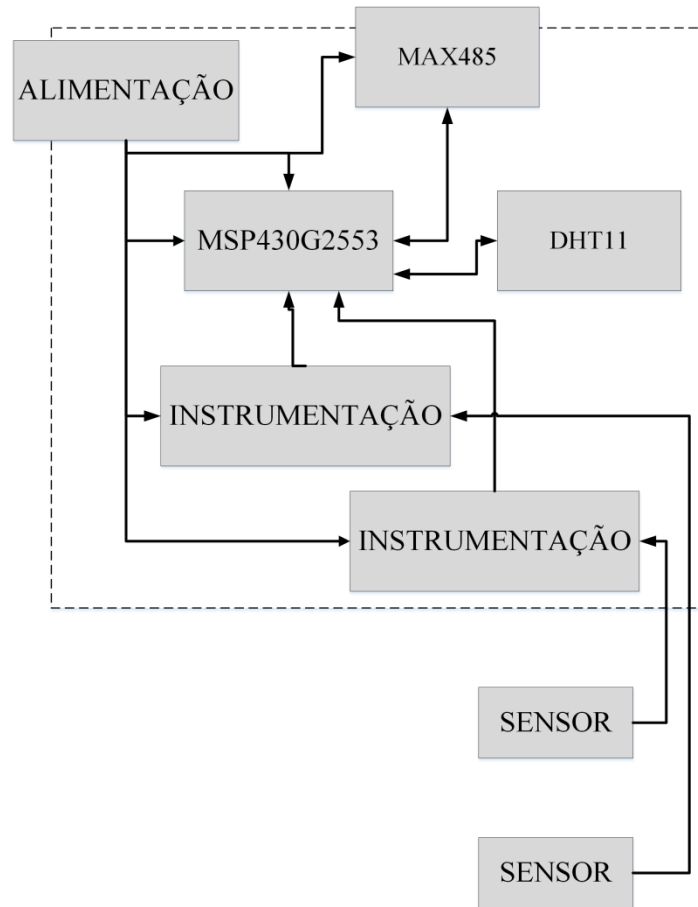 MAX485
ALIMENTAÇÃO
MSP430G2553
DHT11
INSTRUMENTAÇÃO
INSTRUMENTAÇÃO
SENSOR
SENSOR